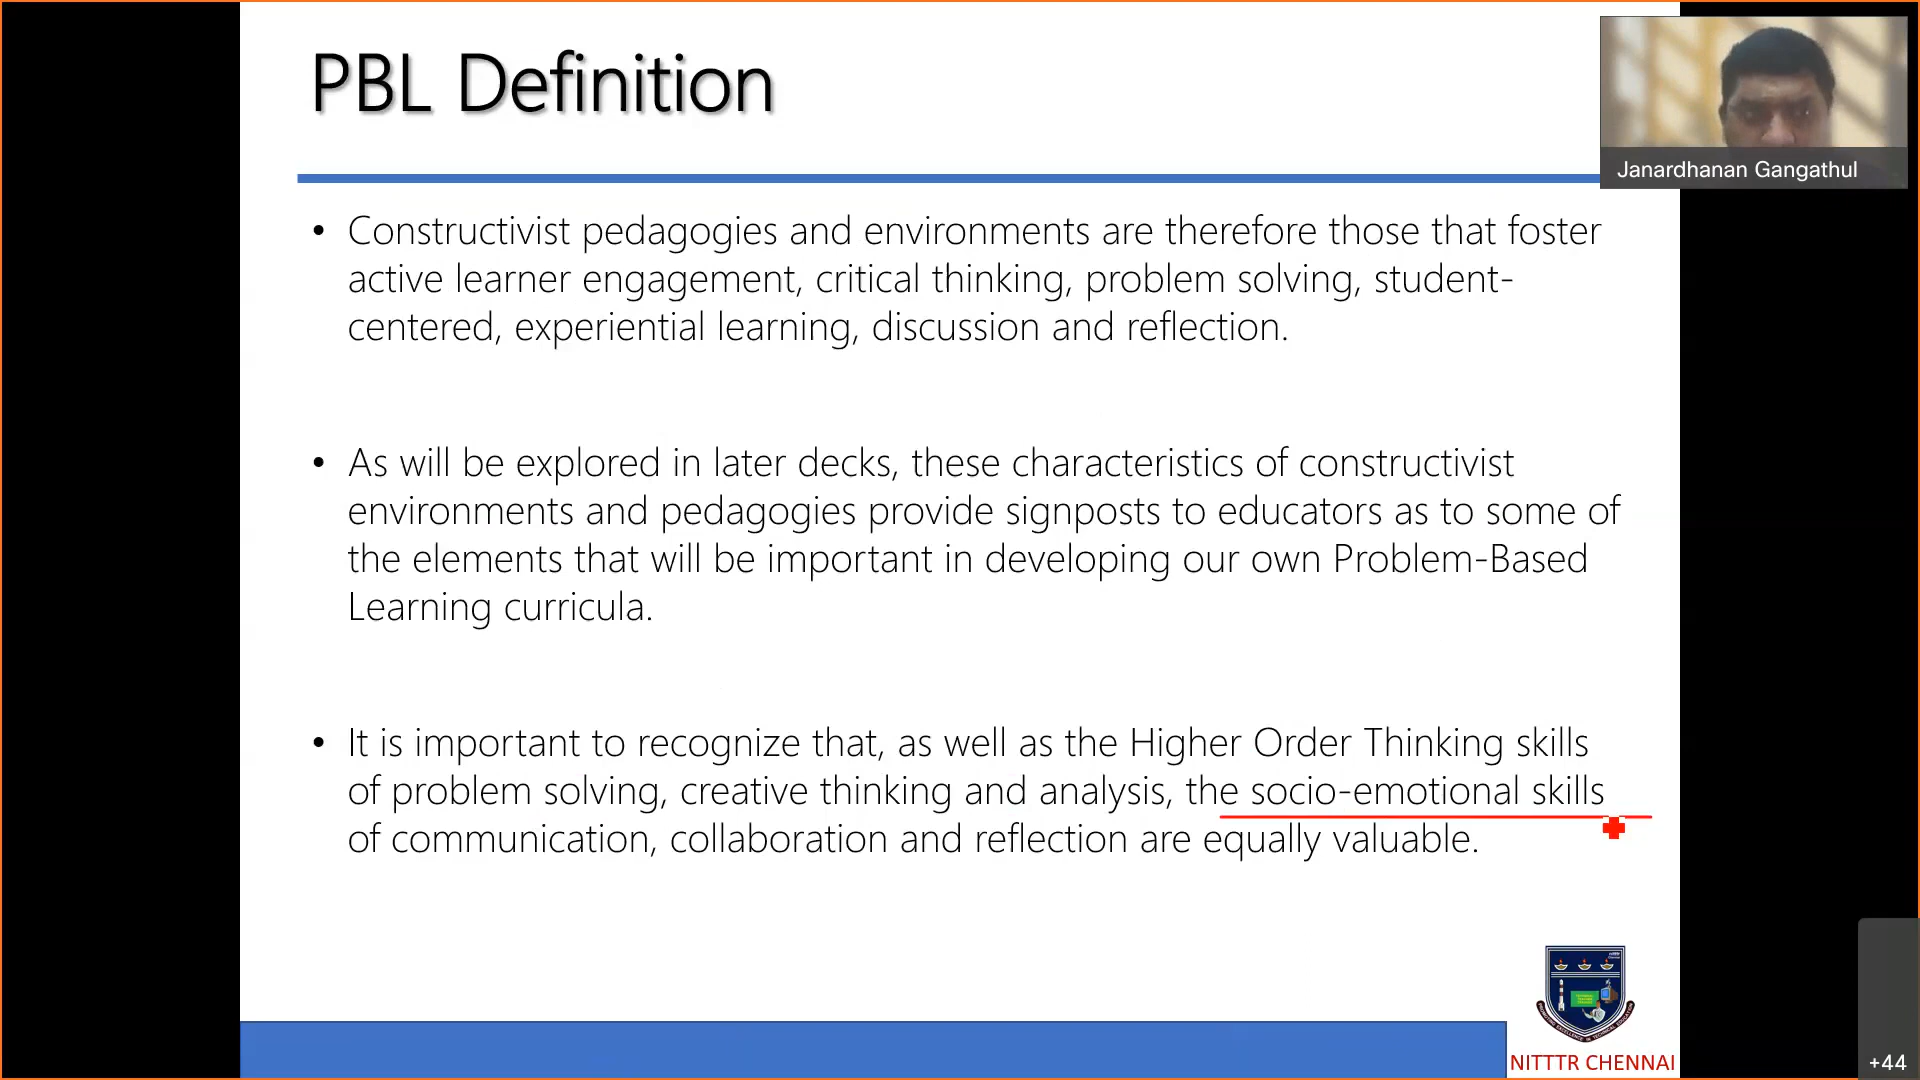 PBL Definition
Janardhanan Gangathul
• Constructivist pedagogies and environments are therefore those that foster
active learner engagement, critical thinking, problem solving, student-
centered, experiential learning, discussion and reflection.
• As will be explored in later decks, these characteristics of constructivist
environments and pedagogies provide signposts to educators as to some of
the elements that will be important in developing our own Problem-Based
Learning curricula.
• It is important to recognize that, as well as the Higher Order Thinking skills
of problem solving, creative thinking and analysis, the socio-emotional skills
of communication, collaboration and reflection are equally valuable.
NITTTR CHENNAI
+44